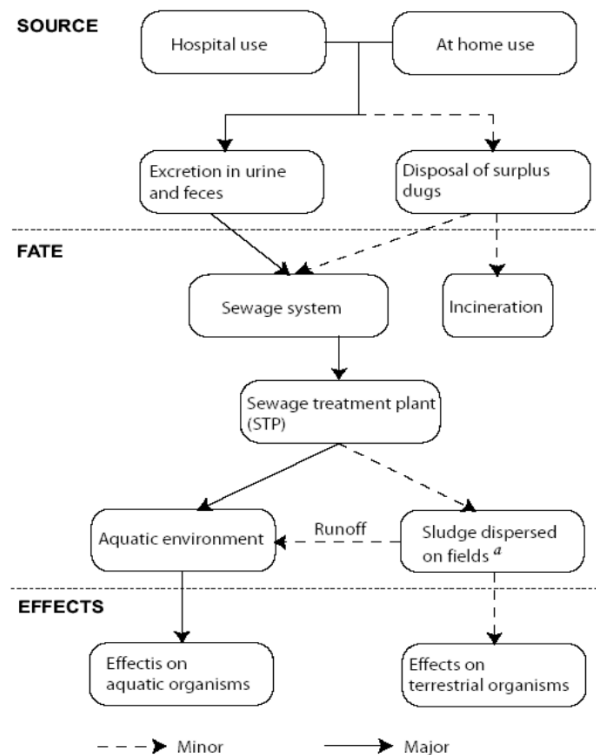 SOURCE
Hospital use
At home use
Excretion in urine
and feces
Disposal of surplus
dugs
FATE
Sewage system
Incineration
Sewage treatment plant
(STP)
Aquatic environment
Runoff
Sludge dispersed
on fields a
EFFECTS
Effectis on
aquatic organisms
Effects on
terrestrial organisms
Minor
Major